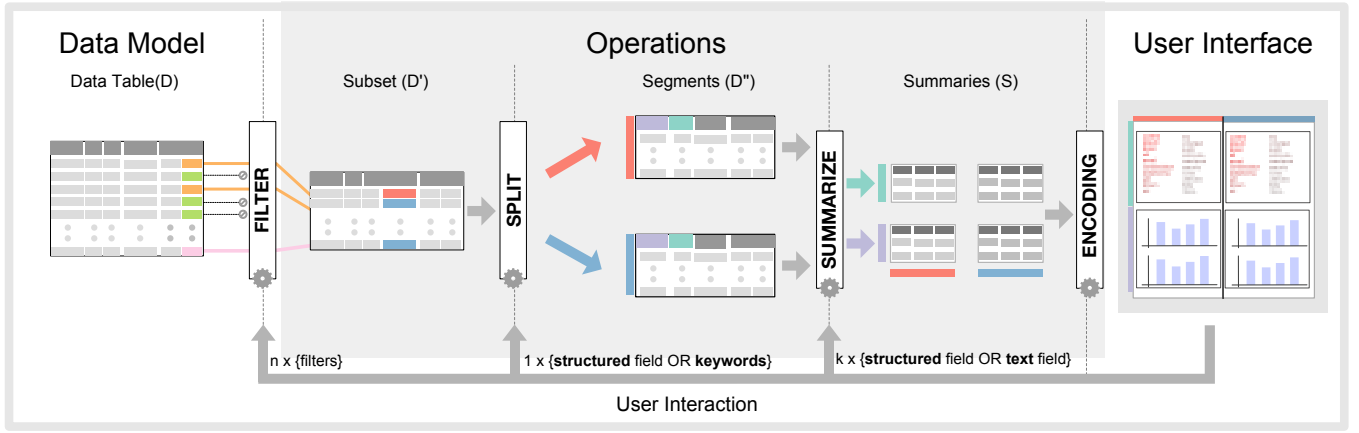 Data Model
Operations
User Interface
Data Table(D)
Subset (D')
Segments (D")
Summaries (S)
FILTER
SPLIT
SUMMARIZE
ENCODING
n x {filters}
1 x {structured field OR keywords}
k x {structured field OR text field}
User Interaction